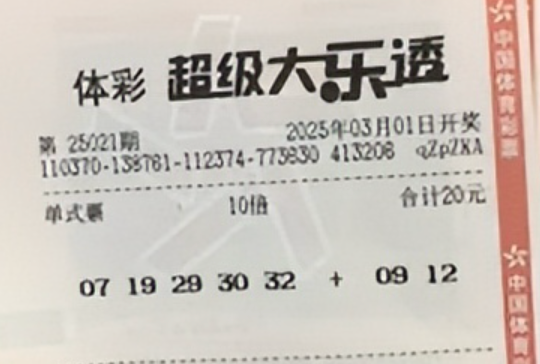 体彩 超级大乐透
第 25021期 2025年03月01日开奖
110370-138761-112374-773830 413208 qZpZKA
单式票 10倍 合计20元
07 19 29 30 32 + 09 12
中国体育彩票
中国体育